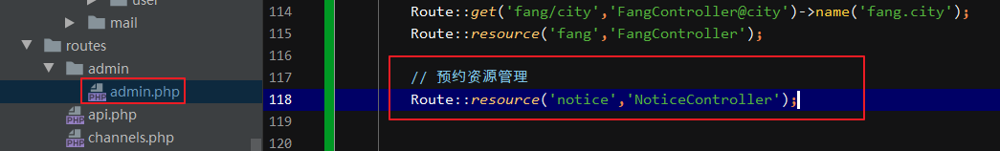 user
mail
routes
admin
admin.php
api.php
channels.php
114 Route::get('fang/city','FangController@city')->name('fang.city');
115 Route::resource('fang','FangController');
116
117 // 预约资源管理
118 Route::resource('notice','NoticeController');
119
120